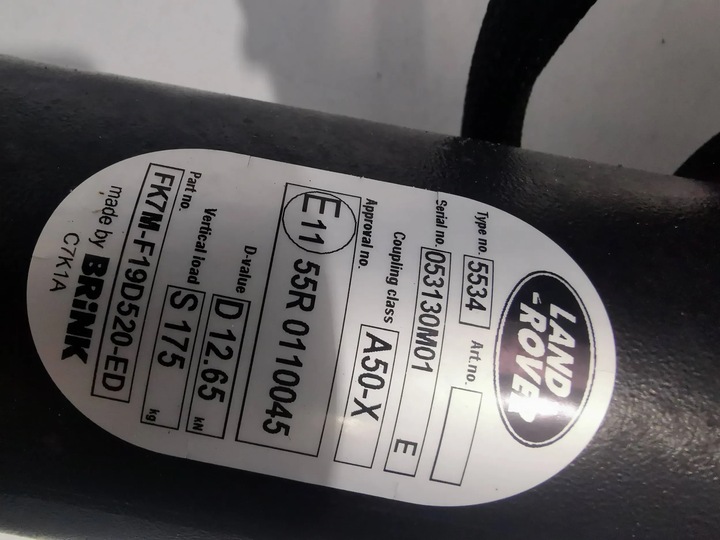 LAND
-ROVER
Type no. 5534 Art.no.
Serial no. 053130M01 E
Coupling class A50-X
Approval no.
E11 55R 0110045
D-value D 12.65 kN
Vertical load S 175 kg
Part no.
FK7M-F19D520-ED
made by BRiNK
C7K1A